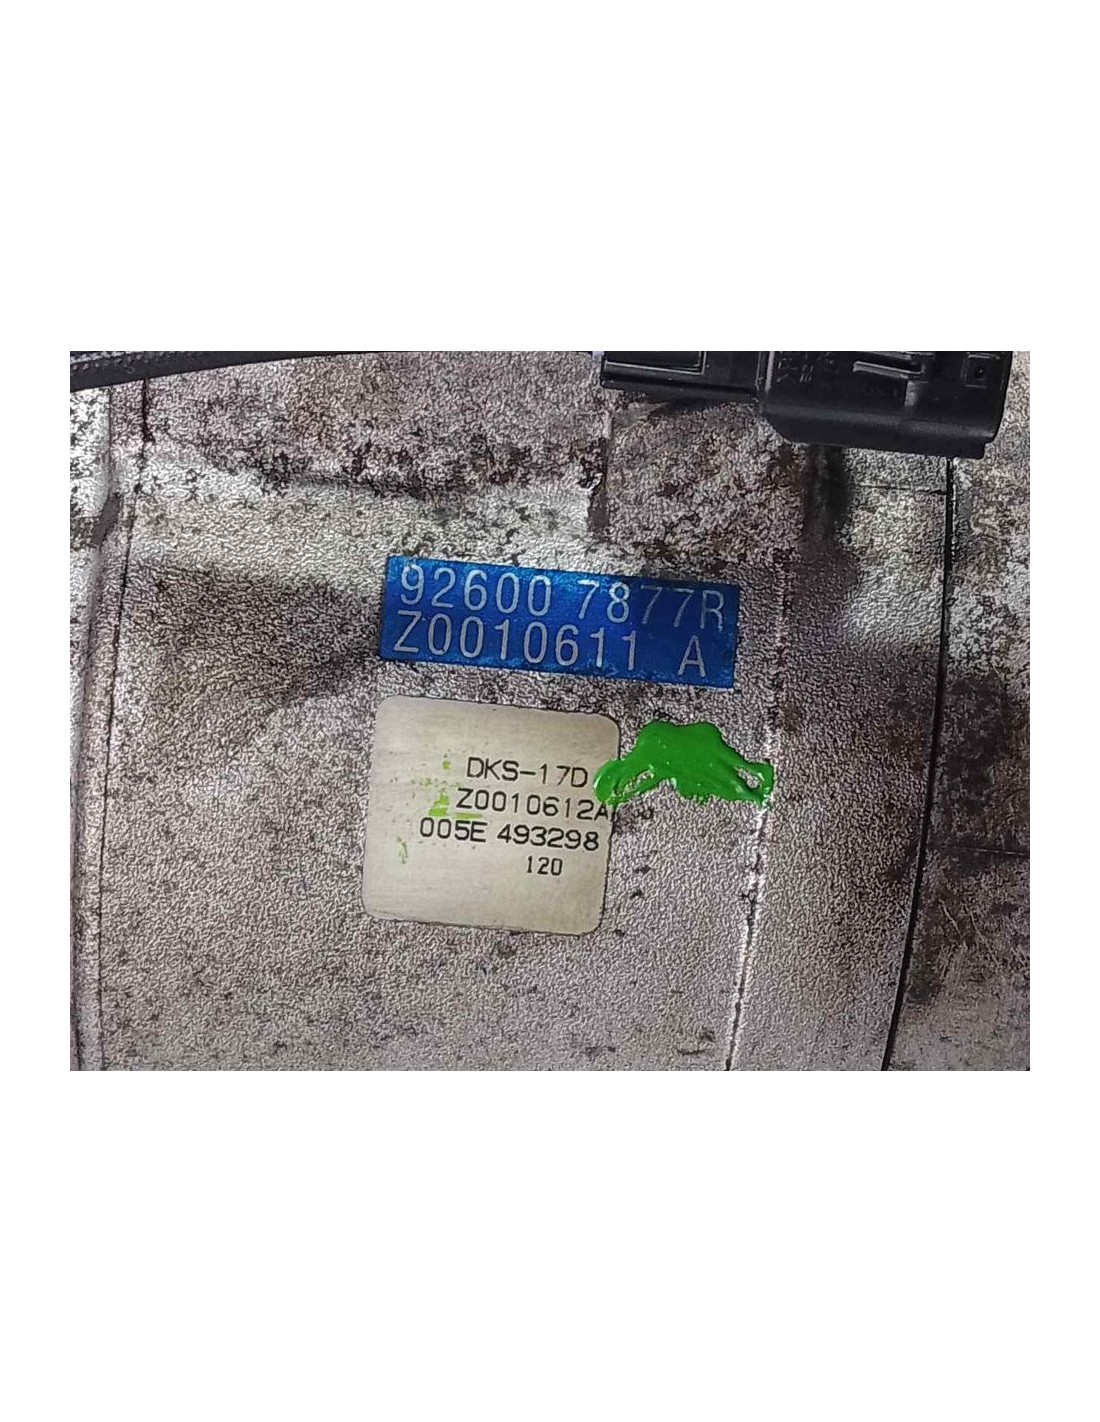 92600 7877R
Z0010611 A
DKS-17D
Z0010612A
005E 493298
120